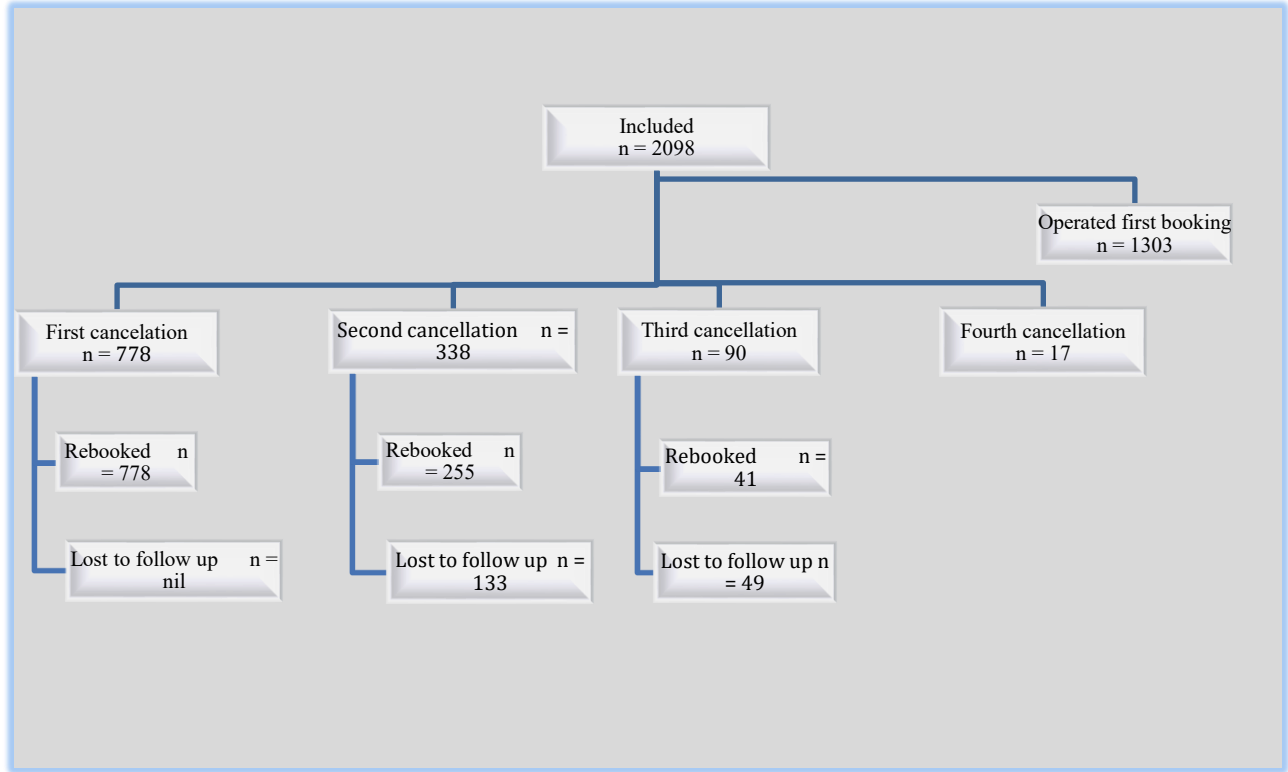 Included
n = 2098
Operated first booking
n = 1303
First cancelation
n = 778
Second cancellation n =
338
Third cancellation
n = 90
Fourth cancellation
n = 17
Rebooked n
= 778
Rebooked n
= 255
Rebooked n =
41
Lost to follow up n =
nil
Lost to follow up n =
133
Lost to follow up n
= 49